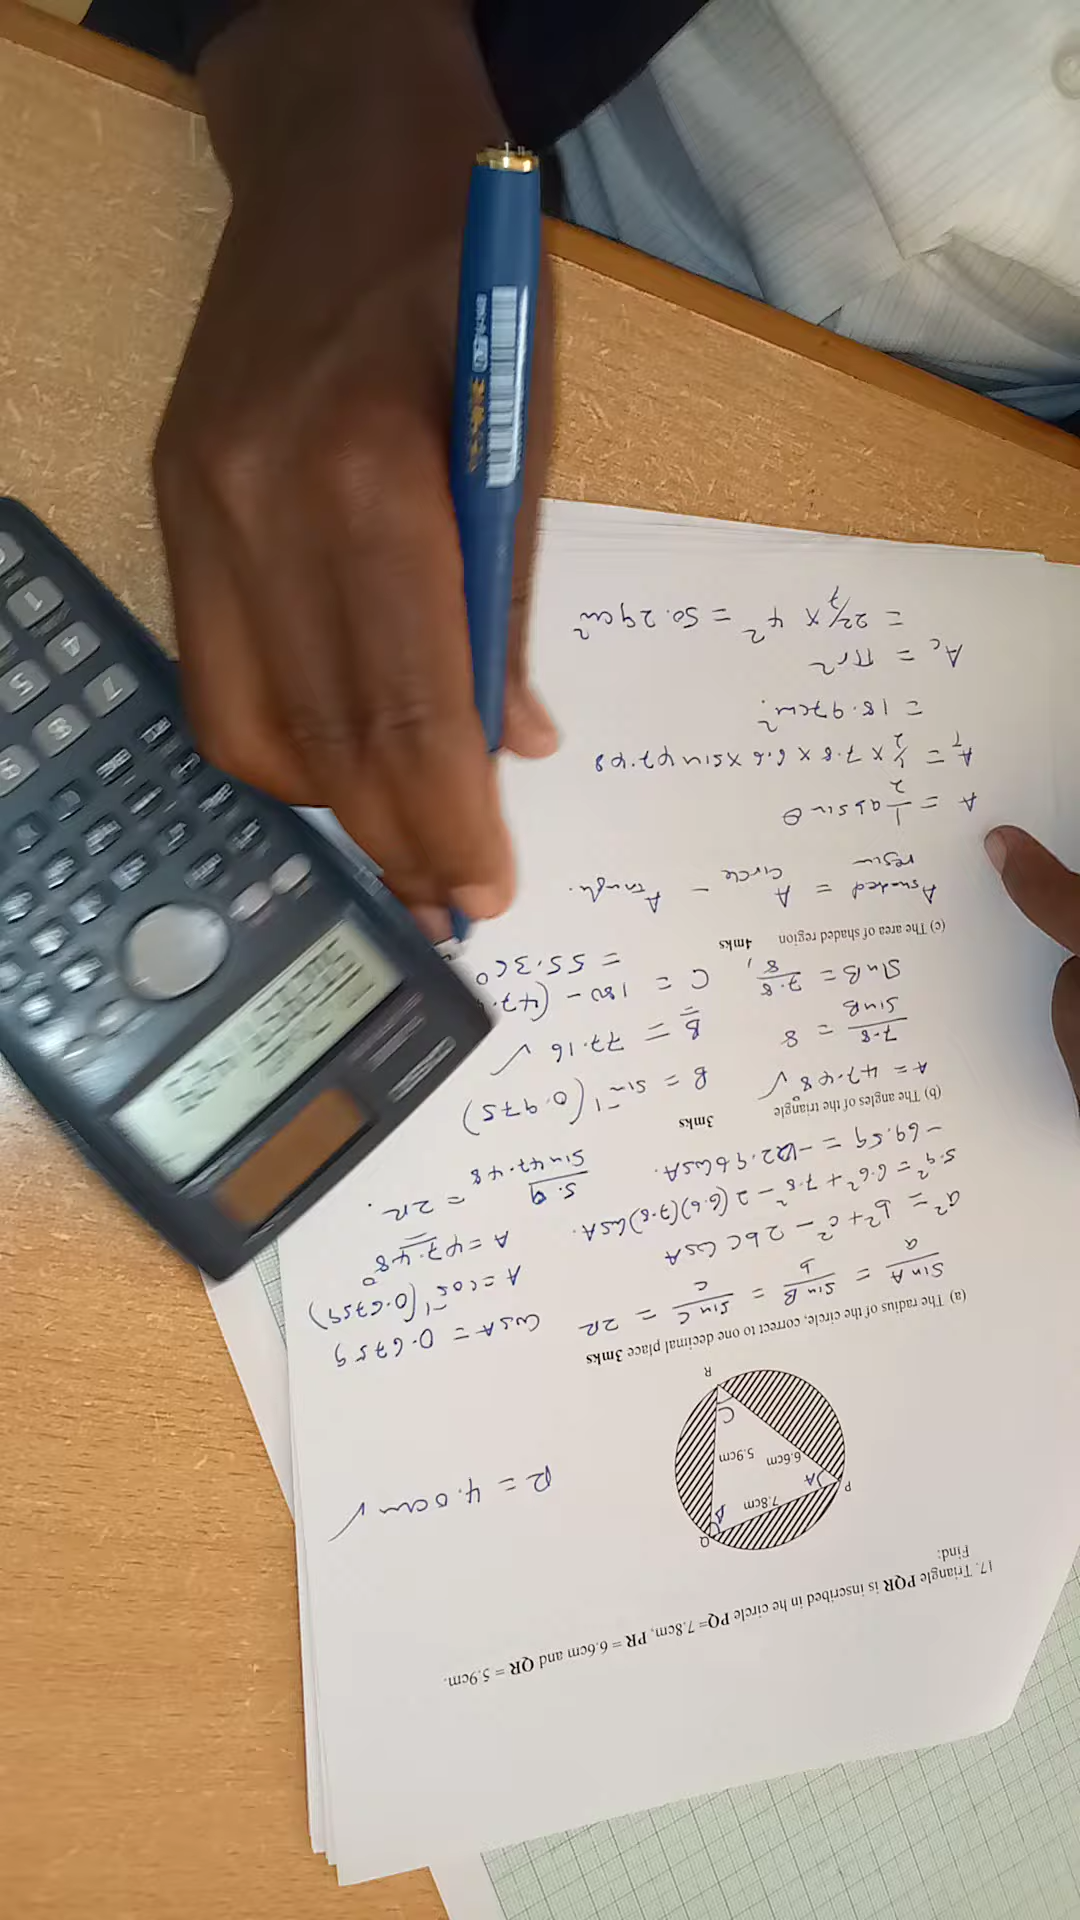 17. Triangle PQR is inscribed in he circle PQ= 7.8cm, PR = 6.6cm and QR = 5.9cm.
Find:
Q
P
7.8cm
A
6.6cm
5.9cm
C
R
R = 4.0cm ✓
(a) The radius of the circle, correct to one decimal place 3mks
Sin A / a = Sin B / b = Sin C / c = 2R
a² = b² + c² - 2bc Cos A
5.9² = 6.6² + 7.8² - 2(6.6)(7.8) Cos A.
-69.59 = -102.96 Cos A.
Cos A = 0.6759
A = cos⁻¹(0.6759)
A = 47.48°
5.9 / Sin 47.48 = 2R.
(b) The angles of the triangle 3mks
A = 47.48 ✓
7.8 / Sin B = 8
Sin B = 7.8 / 8,
B = sin⁻¹(0.975)
B = 77.16 ✓
C = 180 - (47.
= 55.36°
(c) The area of shaded region 4mks
A shaded region = A circle - A triangle.
A = 1/2 ab sin θ
A_T = 1/2 x 7.8 x 6.6 x sin 47.48
= 18.97cm².
A_c = πr²
= 22/7 x 4² = 50.29cm²